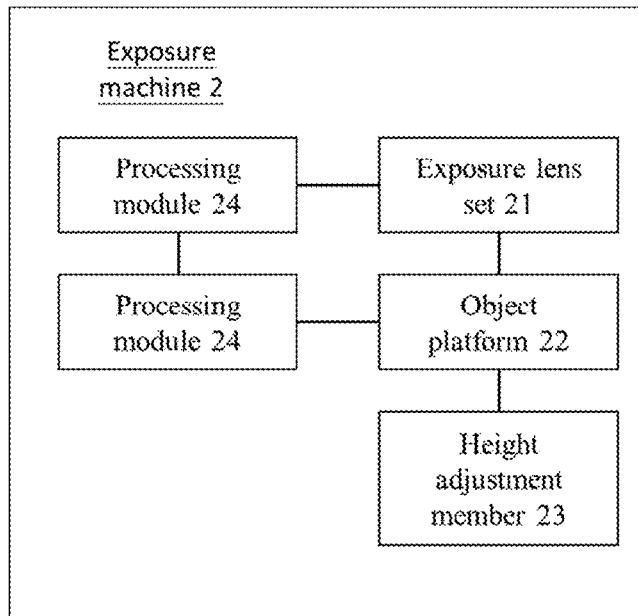 Exposure
machine 2
Processing
module 24
Exposure lens
set 21
Processing
module 24
Object
platform 22
Height
adjustment
member 23